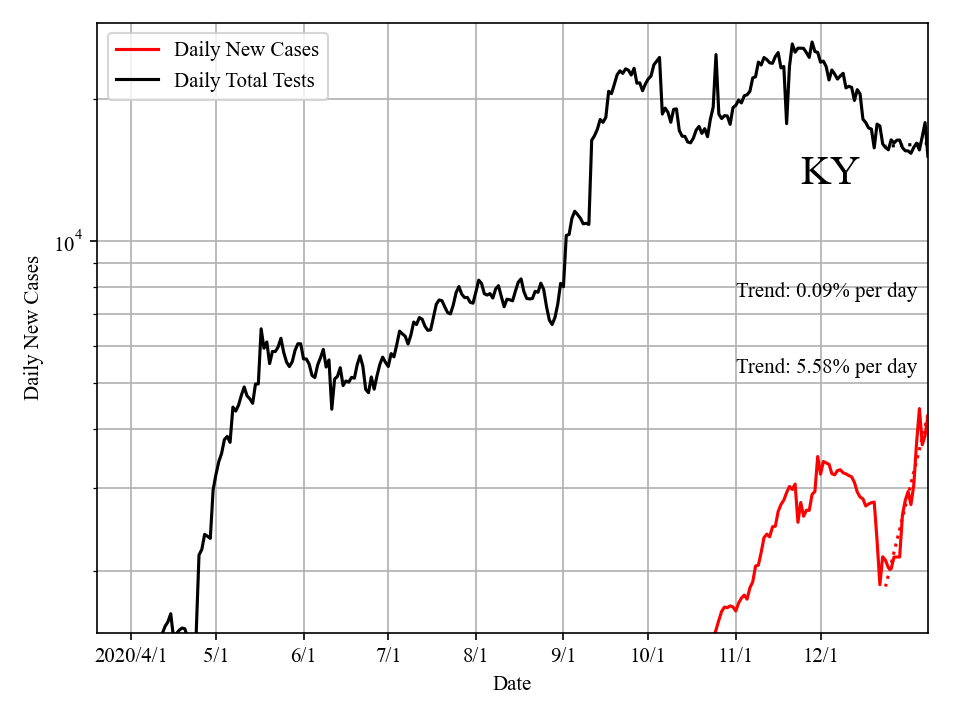 Daily New Cases
Daily Total Tests
KY
10^4
Trend: 0.09% per day
Trend: 5.58% per day
Daily New Cases
2020/4/1 5/1 6/1 7/1 8/1 9/1 10/1 11/1 12/1
Date